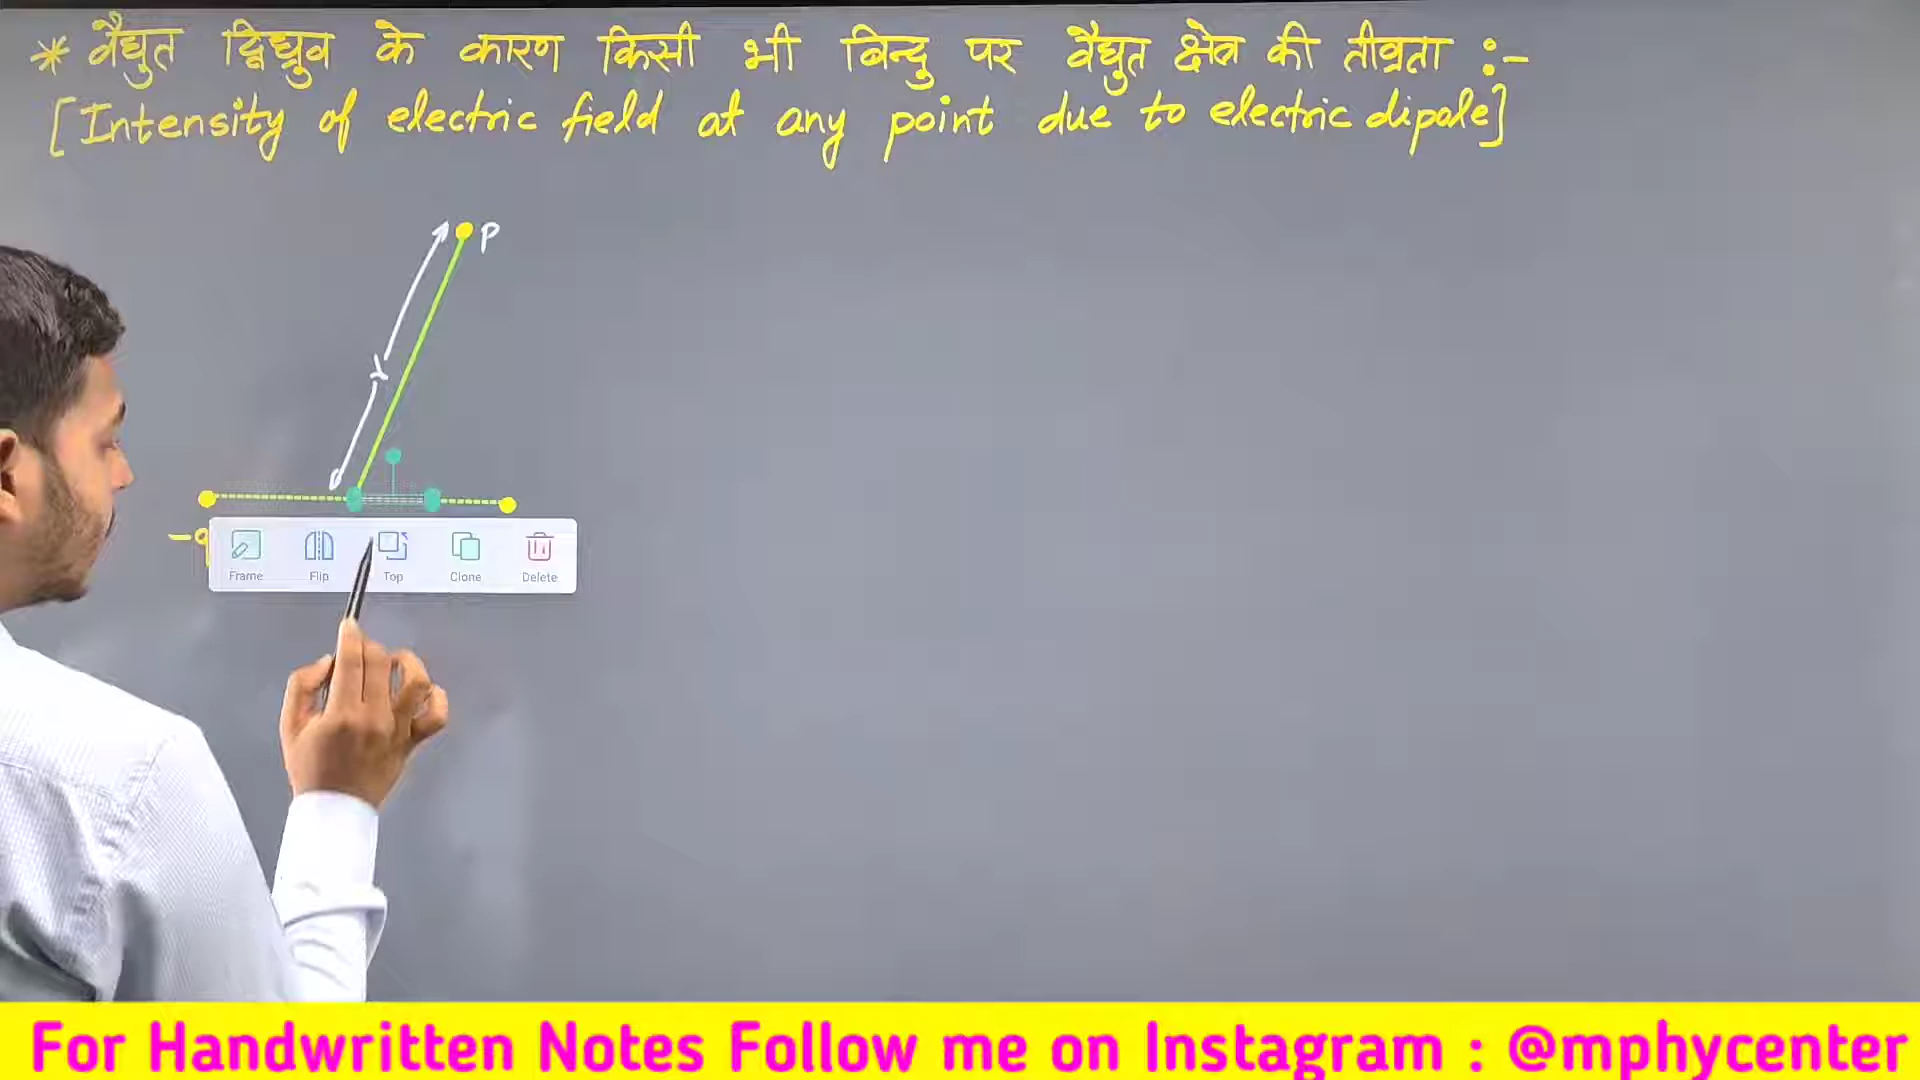 * वैद्युत द्विध्रुव के कारण किसी भी बिन्दु पर वैद्युत क्षेत्र की तीव्रता :-
[Intensity of electric field at any point due to electric dipole]
P
r
-q
Frame Flip Top Clone Delete
For Handwritten Notes Follow me on Instagram : @mphycenter